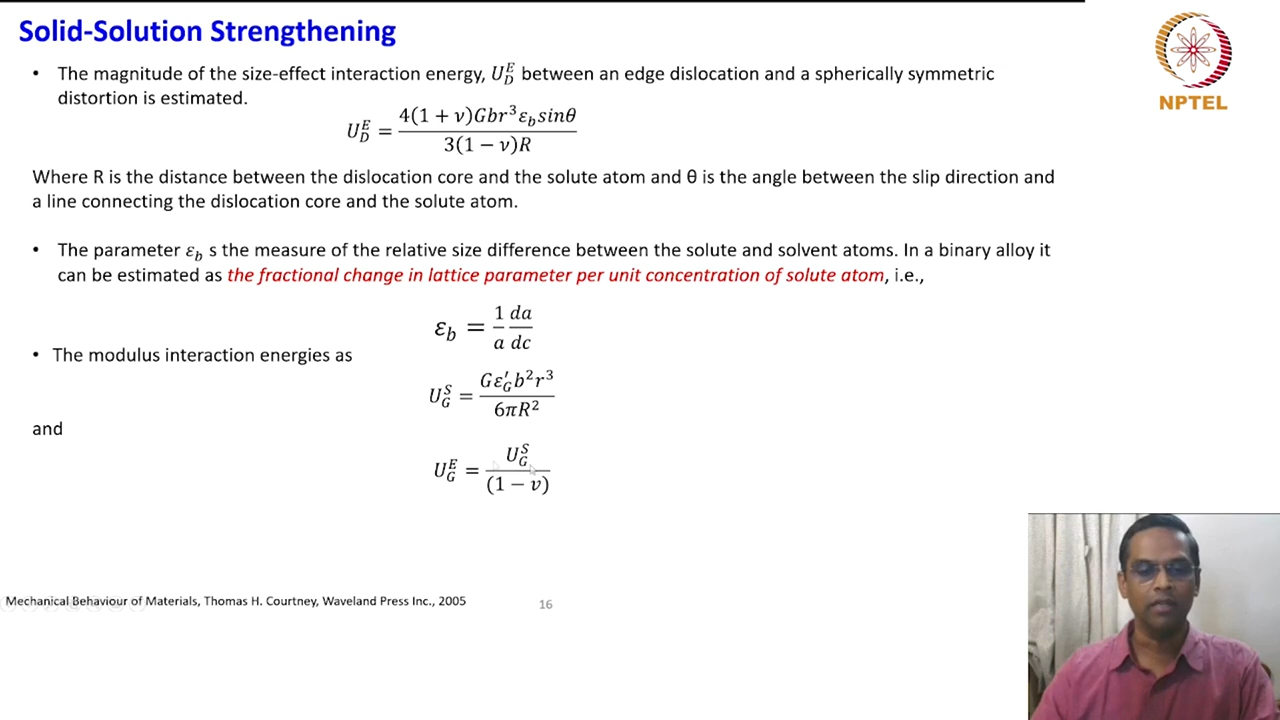 Solid-Solution Strengthening
NPTEL
• The magnitude of the size-effect interaction energy, U_D^E between an edge dislocation and a spherically symmetric
distortion is estimated.
U_D^E = 4(1 + ν)Gbr³ε_b sinθ / 3(1 − ν)R
Where R is the distance between the dislocation core and the solute atom and θ is the angle between the slip direction and
a line connecting the dislocation core and the solute atom.
• The parameter ε_b s the measure of the relative size difference between the solute and solvent atoms. In a binary alloy it
can be estimated as the fractional change in lattice parameter per unit concentration of solute atom, i.e.,
ε_b = 1/a da/dc
• The modulus interaction energies as
U_G^S = Gε′_G b²r³ / 6πR²
and
U_G^E = U_G^S / (1 − ν)
Mechanical Behaviour of Materials, Thomas H. Courtney, Waveland Press Inc., 2005
16